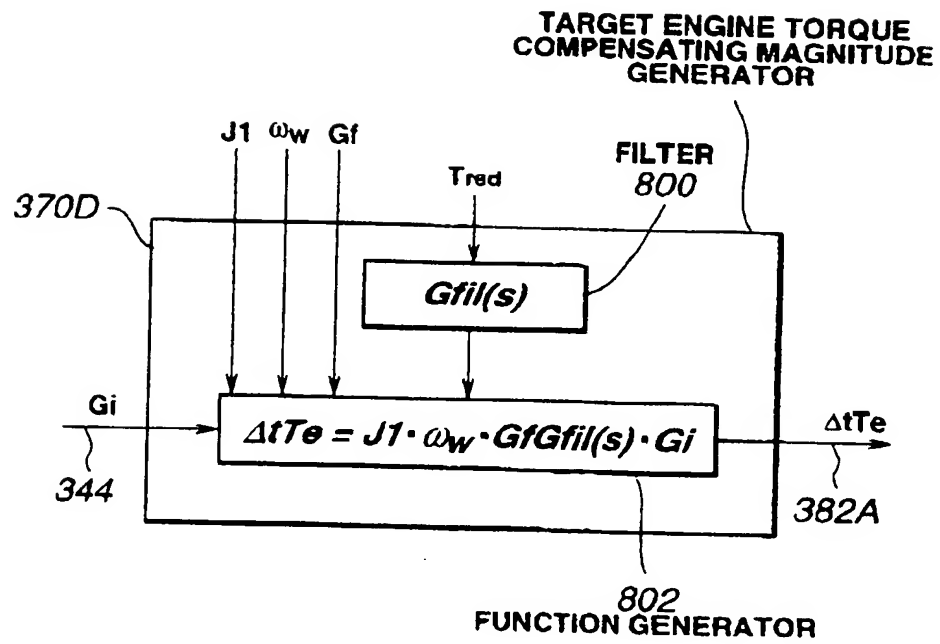 TARGET ENGINE TORQUE
COMPENSATING MAGNITUDE
GENERATOR
J1 ωw Gf
Tred
FILTER
800
370D
Gfil(s)
Gi
ΔtTe = J1·ωw·GfGfil(s)·Gi
ΔtTe
344
382A
802
FUNCTION GENERATOR